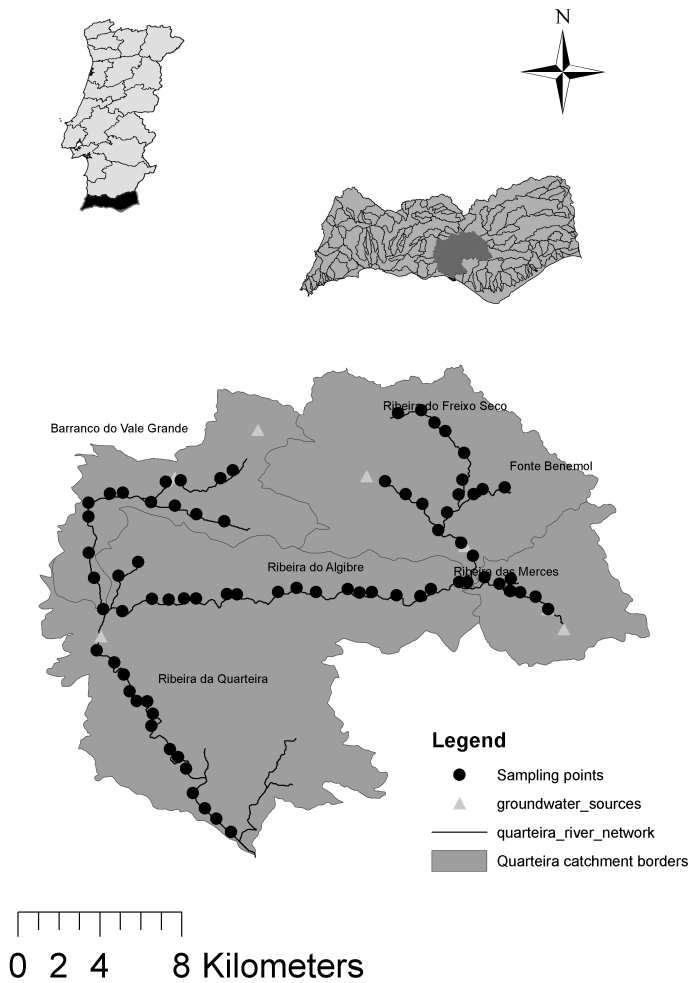 N
Ribeira do Freixo Seco
Barranco do Vale Grande
Fonte Benemol
Ribeira do Algibre
Ribeira das Merces
Ribeira da Quarteira
Legend
Sampling points
groundwater_sources
quarteira_river_network
Quarteira catchment borders
0 2 4 8 Kilometers